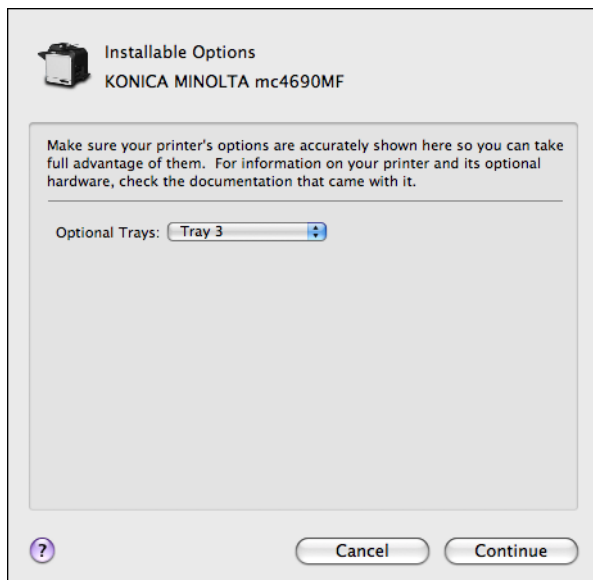 Installable Options
KONICA MINOLTA mc4690MF
Make sure your printer's options are accurately shown here so you can take
full advantage of them. For information on your printer and its optional
hardware, check the documentation that came with it.
Optional Trays: Tray 3
? Cancel Continue